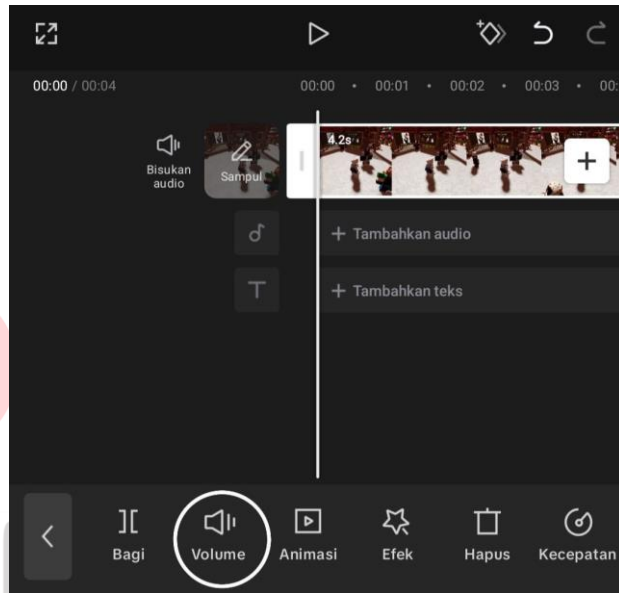 00:00 / 00:04
00:00 • 00:01 • 00:02 • 00:03 • 00:
Bisukan
audio
Sampul
4.2s
+ Tambahkan audio
T
+ Tambahkan teks
Bagi
Volume
Animasi
Efek
Hapus
Kecepatan